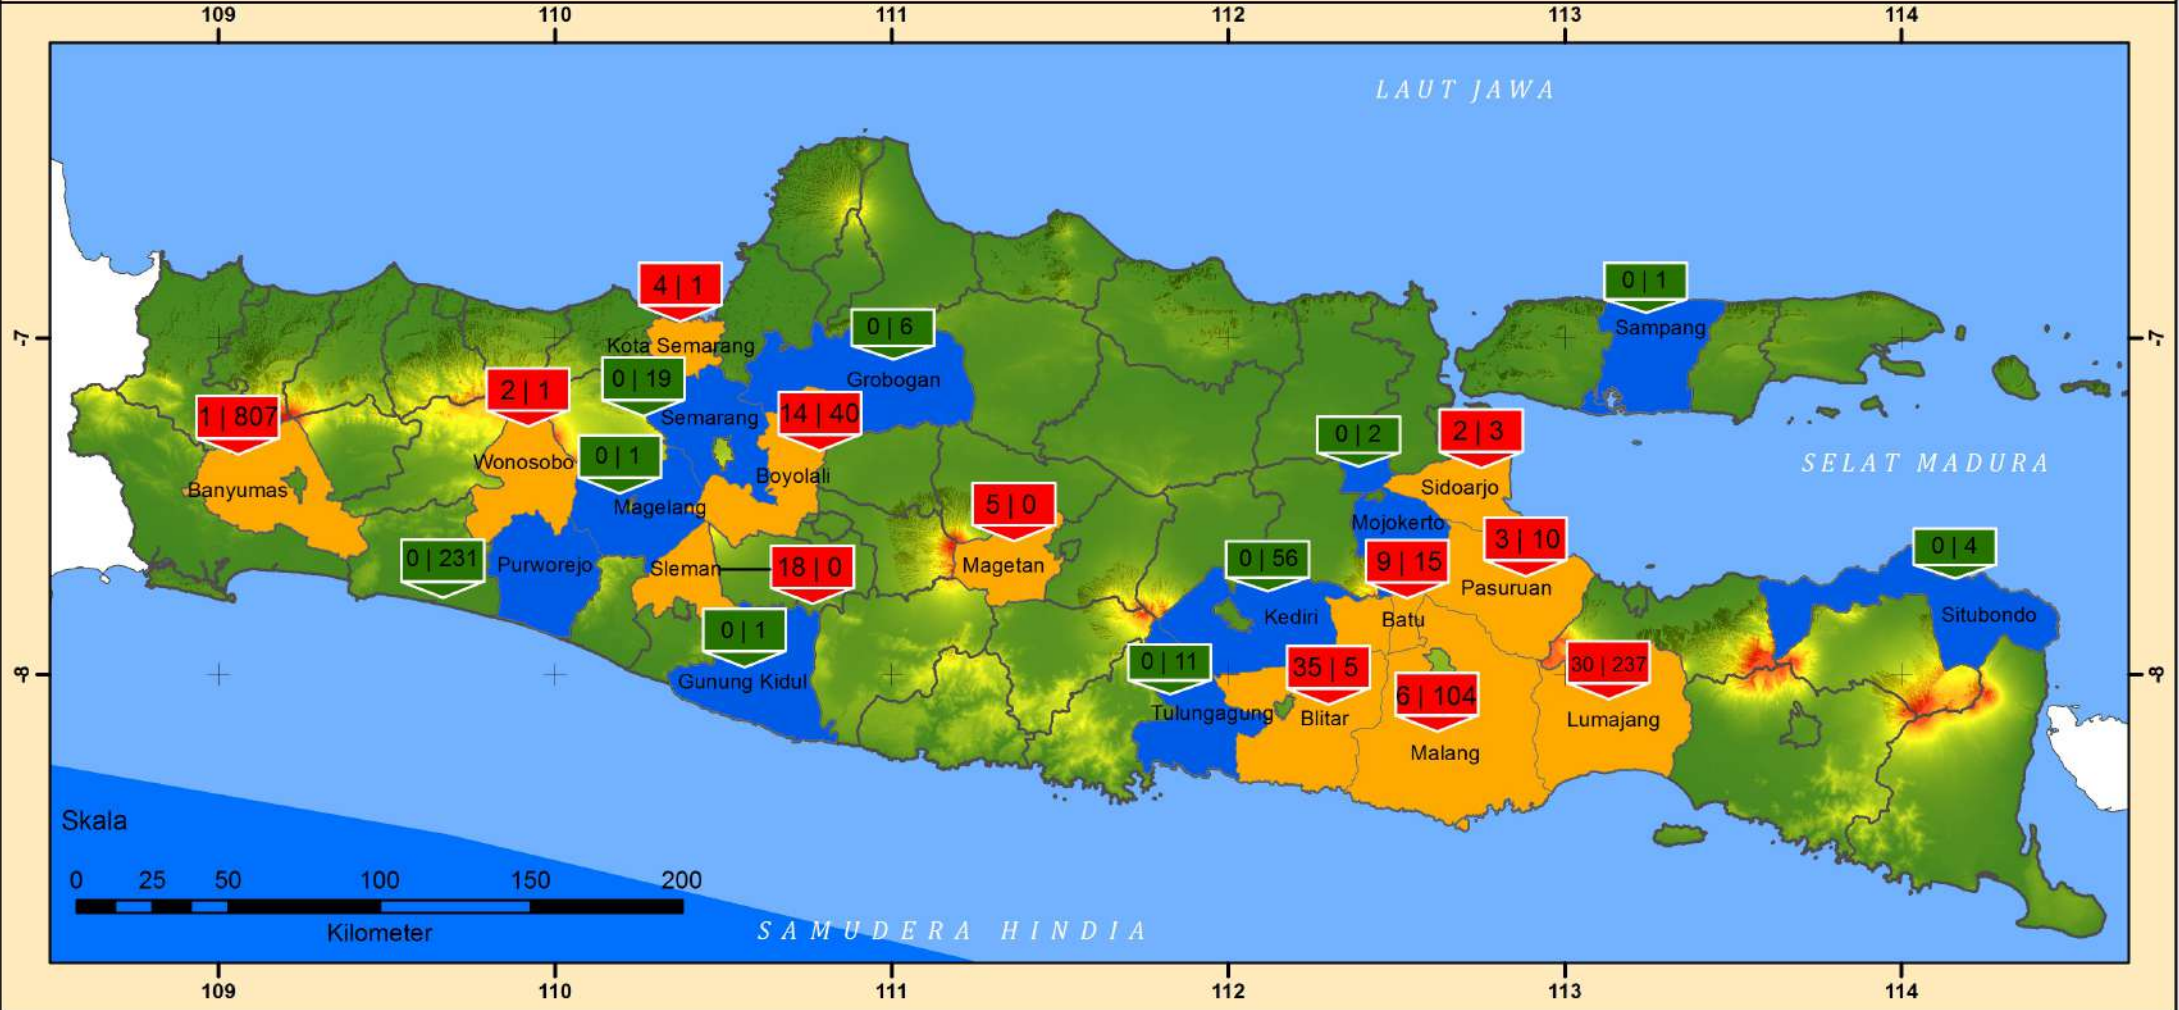 109 110 111 112 113 114
LAUT JAWA
0 | 1
4 | 1
Sampang
0 | 6
-7
-7
Kota Semarang
0 | 19
Grobogan
2 | 1
1 | 807
Semarang
14 | 40
0 | 2
2 | 3
Wonosobo
0 | 1
SELAT MADURA
Boyolali
Banyumas
Sidoarjo
5 | 0
Magelang
Mojokerto
3 | 10
0 | 4
0 | 231
Purworejo
Sleman
18 | 0
Magetan
0 | 56
9 | 15
Pasuruan
Kediri
Batu
Situbondo
0 | 1
0 | 11
35 | 5
30 | 237
-8
-8
Gunung Kidul
6 | 104
Tulungagung
Blitar
Lumajang
Malang
Skala
0 25 50 100 150 200
Kilometer
SAMUDERA HINDIA
109 110 111 112 113 114